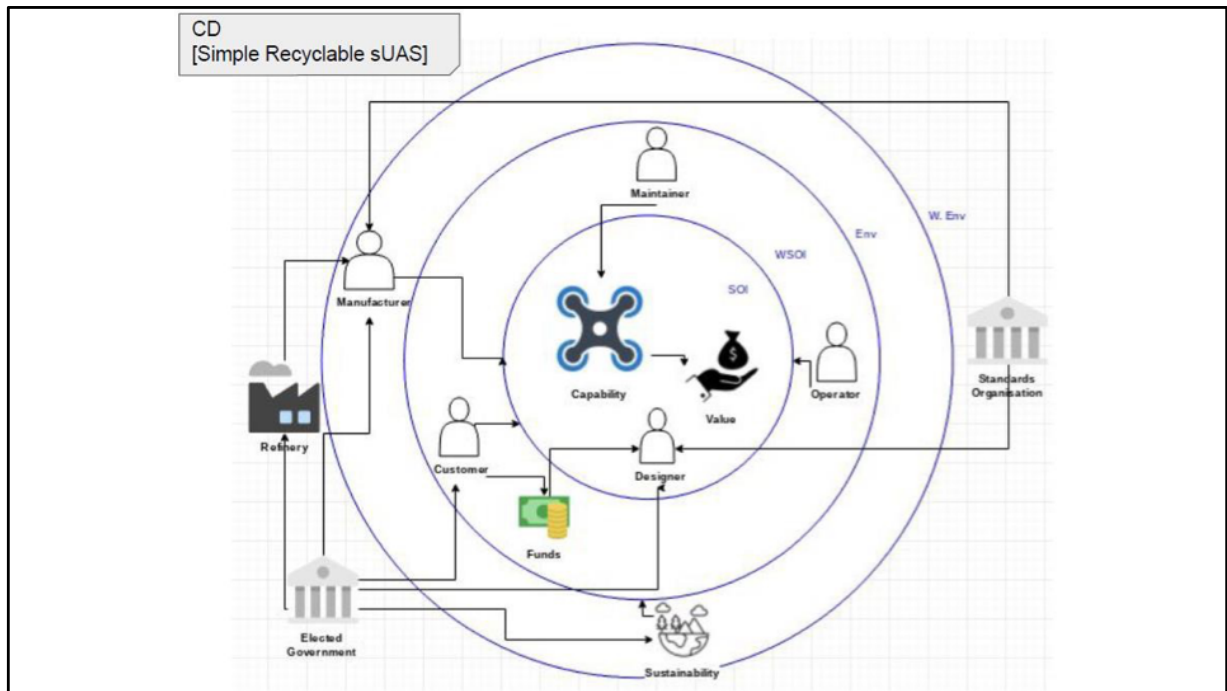 CD
[Simple Recyclable sUAS]
Maintainer
W. Env
Env
WSOI
SOI
Manufacturer
$
Capability
Value
Operator
Standards
Organisation
Refinery
Customer
Designer
Funds
Elected
Government
Sustainability